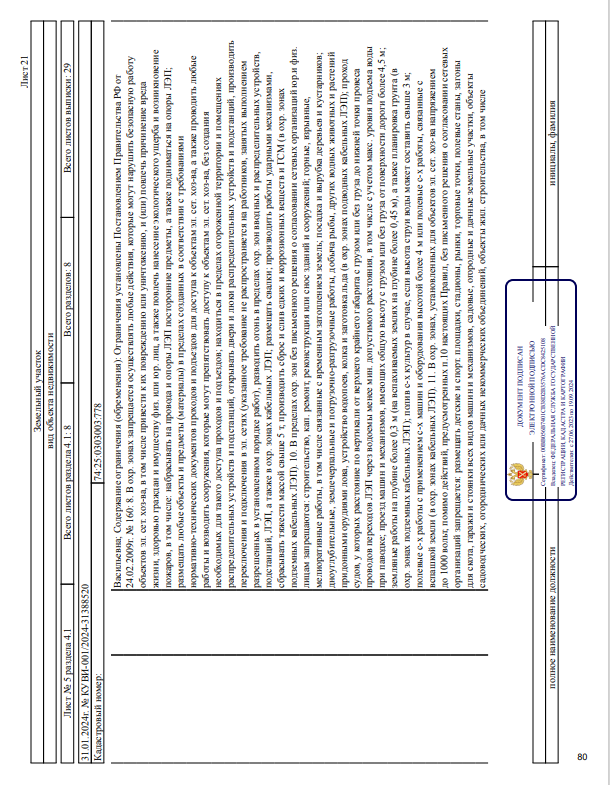 Лист 21
Земельный участок
вид объекта недвижимости
Лист № 5 раздела 4.1
Всего листов раздела 4.1: 8
Всего разделов: 8
Всего листов выписки: 29
31.01.2024г. № КУВИ-001/2024-31388520
Кадастровый номер:
74:25:0303003:778
Васильевна; Содержание ограничения (обременения): Ограничения установлены Постановлением Правительства РФ от
24.02.2009г. № 160: 8. В охр зонах запрещается осуществлять любые действия, которые могут нарушить безопасную работу
объектов эл. сет. хоз-ва, в том числе привести к их повреждению или уничтожению, и (или) повлечь причинение вреда
жизни, здоровью граждан и имуществу физ. или юр. лиц, а также повлечь нанесение экологического ущерба и возникновение
пожаров, в том числе: набрасывать на провода и опоры ЛЭП посторонние предметы, а также подниматься на опоры ЛЭП;
размещать любые объекты и предметы (материалы) в пределах созданных в соответствии с требованиями
нормативно-технических документов проходов и подъездов для доступа к объектам эл. сет. хоз-ва, а также проводить любые
работы и возводить сооружения, которые могут препятствовать доступу к объектам эл. сет. хоз-ва, без создания
необходимых для такого доступа проходов и подъездов; находиться в пределах огороженной территории и помещениях
распределительных устройств и подстанций, открывать двери и люки распределительных устройств и подстанций, производить
переключения и подключения в эл. сетях (указанное требование не распространяется на работников, занятых выполнением
разрешенных в установленном порядке работ), разводить огонь в пределах охр. зон вводных и распределительных устройств,
подстанций, ЛЭП, а также в охр. зонах кабельных ЛЭП; размещать свалки; производить работы ударными механизмами,
сбрасывать тяжести массой свыше 5 т, производить сброс и слив едких и коррозионных веществ и ГСМ (в охр. зонах
подземных кабельных ЛЭП). 10. В пределах охр. зон без письменного решения о согласовании сетевых организаций юр.и физ.
лицам запрещаются: строительство, кап. ремонт, реконструкция или снос зданий и сооружений; горные, взрывные,
мелиоративные работы, в том числе связанные с временным затоплением земель; посадка и вырубка деревьев и кустарников;
дноуглубительные, землечерпальные и погрузочно-разгрузочные работы, добыча рыбы, других водных животных и растений
придонными орудиями лова, устройство водопоев, колка и заготовка льда (в охр. зонах подводных кабельных ЛЭП); проход
судов, у которых расстояние по вертикали от верхнего крайнего габарита с грузом или без груза до нижней точки провеса
проводов переходов ЛЭП через водоемы менее мин. допустимого расстояния, в том числе с учетом макс. уровня подъема воды
при паводке; проезд машин и механизмов, имеющих общую высоту с грузом или без груза от поверхности дороги более 4,5 м;
земляные работы на глубине более 0,3 м (на вспахиваемых землях на глубине более 0,45 м), а также планировка грунта (в
охр. зонах подземных кабельных ЛЭП); полив с-х культур в случае, если высота струи воды может составить свыше 3 м;
полевые с-х работы с применением с-х машин и оборудования высотой более 4 м или полевые с-х работы, связанные с
вспашкой земли (в охр. зонах кабельных ЛЭП). 11. В охр. зонах, установленных для объектов эл. сет. хоз-ва напряжением
до 1000 вольт, помимо действий, предусмотренных п.10 настоящих Правил, без письменного решения о согласовании сетевых
организаций запрещается: размещать детские и спорт. площадки, стадионы, рынки, торговые точки, полевые станы, загоны
для скота, гаражи и стоянки всех видов машин и механизмов, садовые, огородные и дачные земельные участки, объекты
садоводческих, огороднических или дачных некоммерческих объединений, объекты жил. строительства, в том числе
полное наименование должности
ДОКУМЕНТ ПОДПИСАН
ЭЛЕКТРОННОЙ ПОДПИСЬЮ
Владелец: ФЕДЕРАЛЬНАЯ СЛУЖБА ГОСУДАРСТВЕННОЙ
РЕГИСТРАЦИИ, КАДАСТРА И КАРТОГРАФИИ
инициалы, фамилия
80